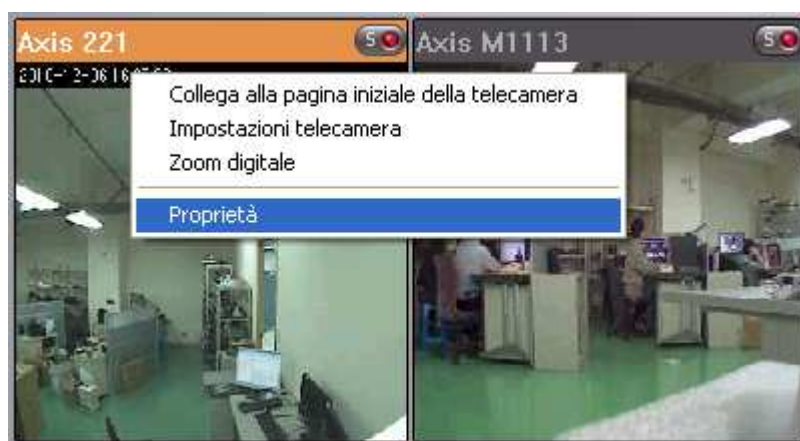 Axis 221
S
Axis M1113
S
Collega alla pagina iniziale della telecamera
Impostazioni telecamera
Zoom digitale
Proprietà